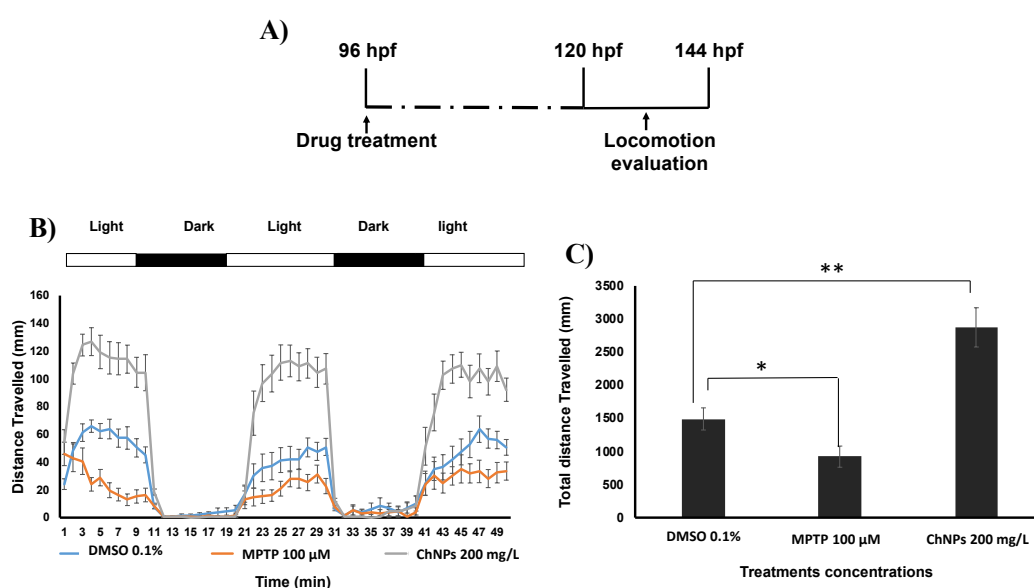 A)
96 hpf 120 hpf 144 hpf
Drug treatment
Locomotion
evaluation
B)
Light Dark Light Dark light
Distance Travelled (mm)
160
140
120
100
80
60
40
20
0
1 3 5 7 9 11 13 15 17 19 21 23 25 27 29 31 33 35 37 39 41 43 45 47 49
DMSO 0.1% MPTP 100 µM ChNPs 200 mg/L
Time (min)
C)
Total distance Travelled (mm)
3500
3000
2500
2000
1500
1000
500
0
**
*
DMSO 0.1% MPTP 100 µM ChNPs 200 mg/L
Treatments concentrations